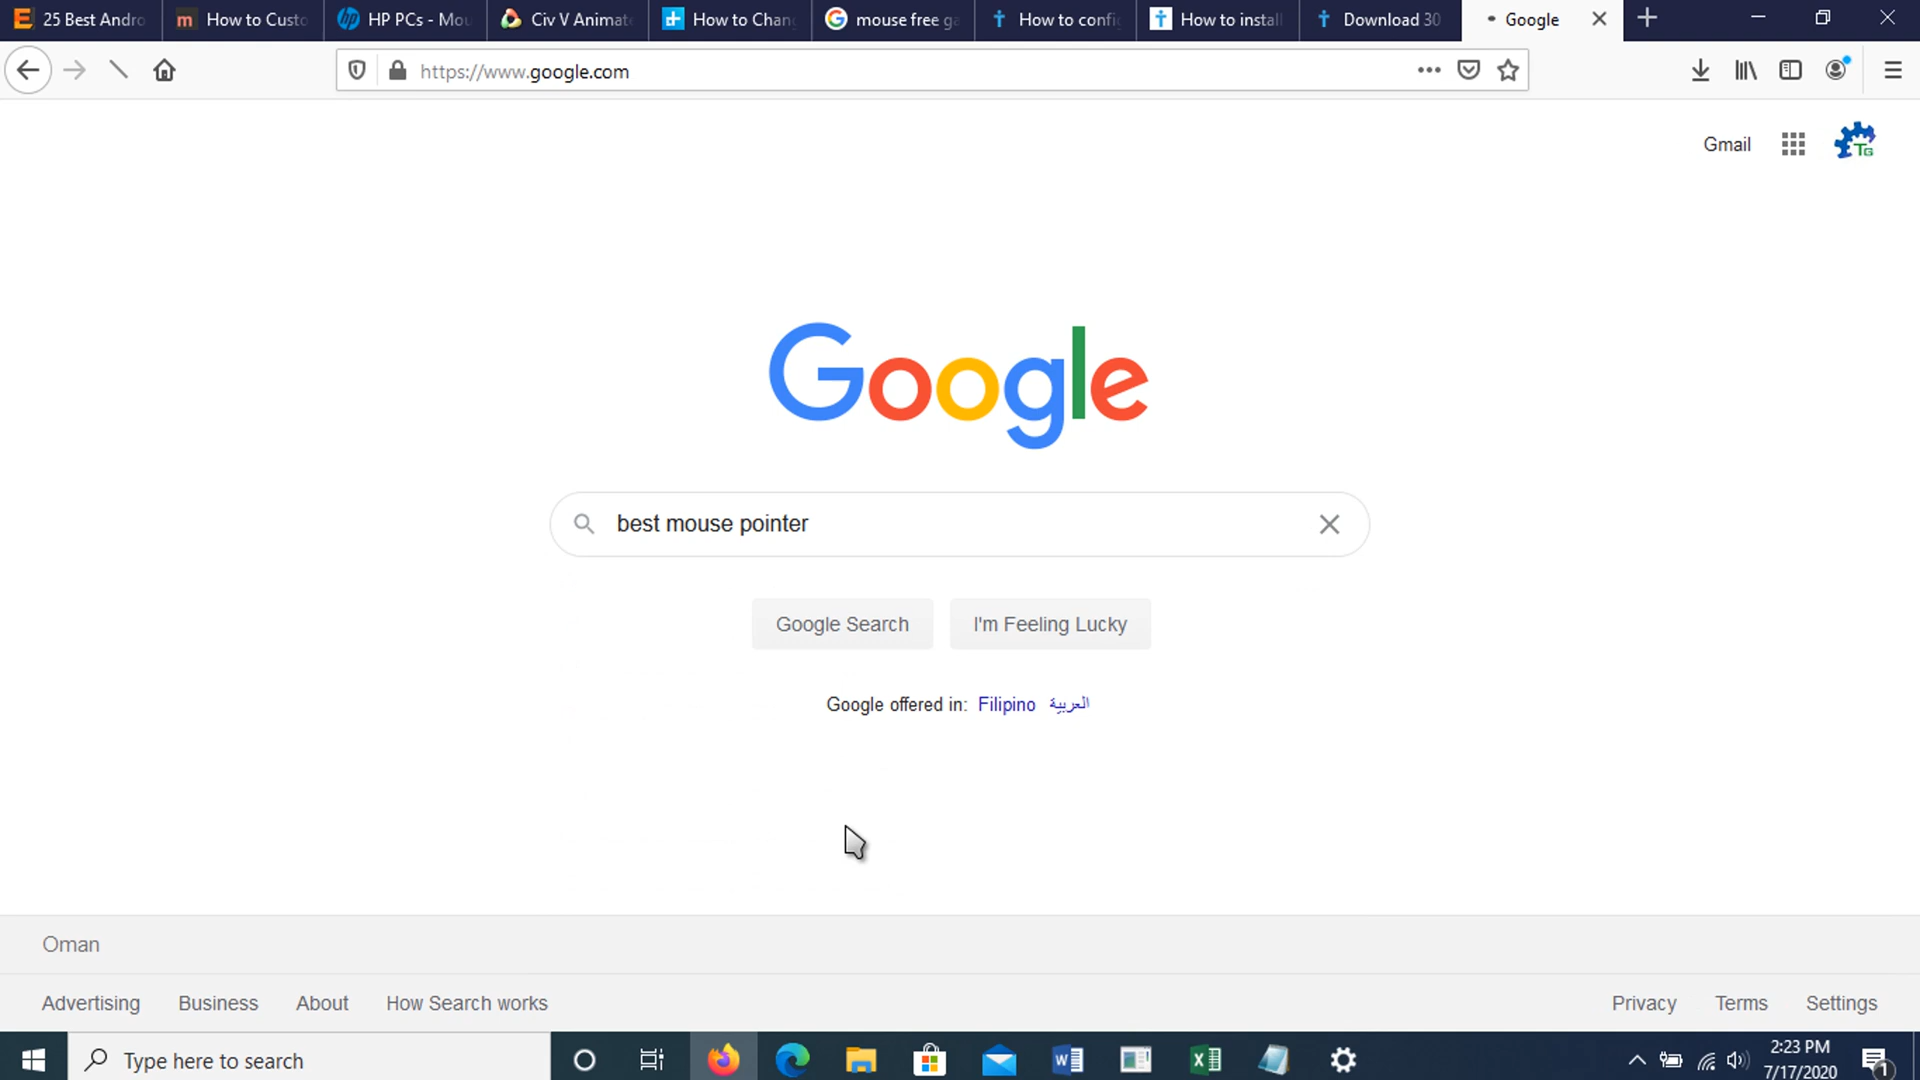 25 Best Andro How to Custo HP PCs - Mou Civ V Animate How to Chan mouse free ga How to confi How to install Download 30 Google
https://www.google.com
Gmail
TG
Google
best mouse pointer
Google Search I'm Feeling Lucky
Google offered in: Filipino العربية
Oman
Advertising Business About How Search works Privacy Terms Settings
Type here to search
2:23 PM
7/17/2020
1